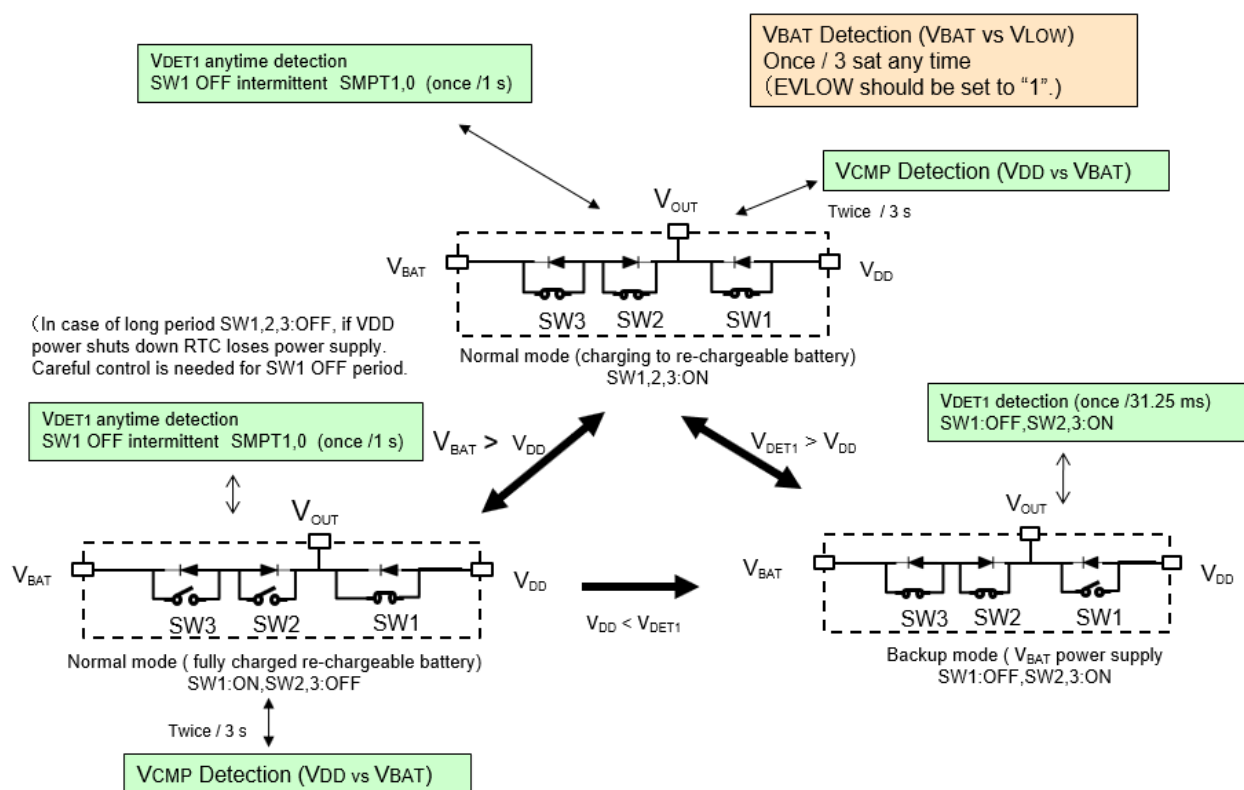 VDET1 anytime detection
SW1 OFF intermittent SMPT1,0 (once /1 s)
VBAT Detection (VBAT vs VLOW)
Once / 3 sat any time
（EVLOW should be set to “1”.)
VCMP Detection (VDD vs VBAT)
Twice / 3 s
VOUT
VBAT
VDD
SW3
SW2
SW1
Normal mode (charging to re-chargeable battery)
SW1,2,3:ON
（In case of long period SW1,2,3:OFF, if VDD
power shuts down RTC loses power supply.
Careful control is needed for SW1 OFF period.
VDET1 anytime detection
SW1 OFF intermittent SMPT1,0 (once /1 s)
VBAT > VDD
VDET1 > VDD
VDET1 detection (once /31.25 ms)
SW1:OFF,SW2,3:ON
VOUT
VBAT
VDD
SW3
SW2
SW1
Normal mode ( fully charged re-chargeable battery)
SW1:ON,SW2,3:OFF
VDD < VDET1
VOUT
VBAT
VDD
SW3
SW2
SW1
Backup mode ( VBAT power supply
SW1:OFF,SW2,3:ON
Twice / 3 s
VCMP Detection (VDD vs VBAT)